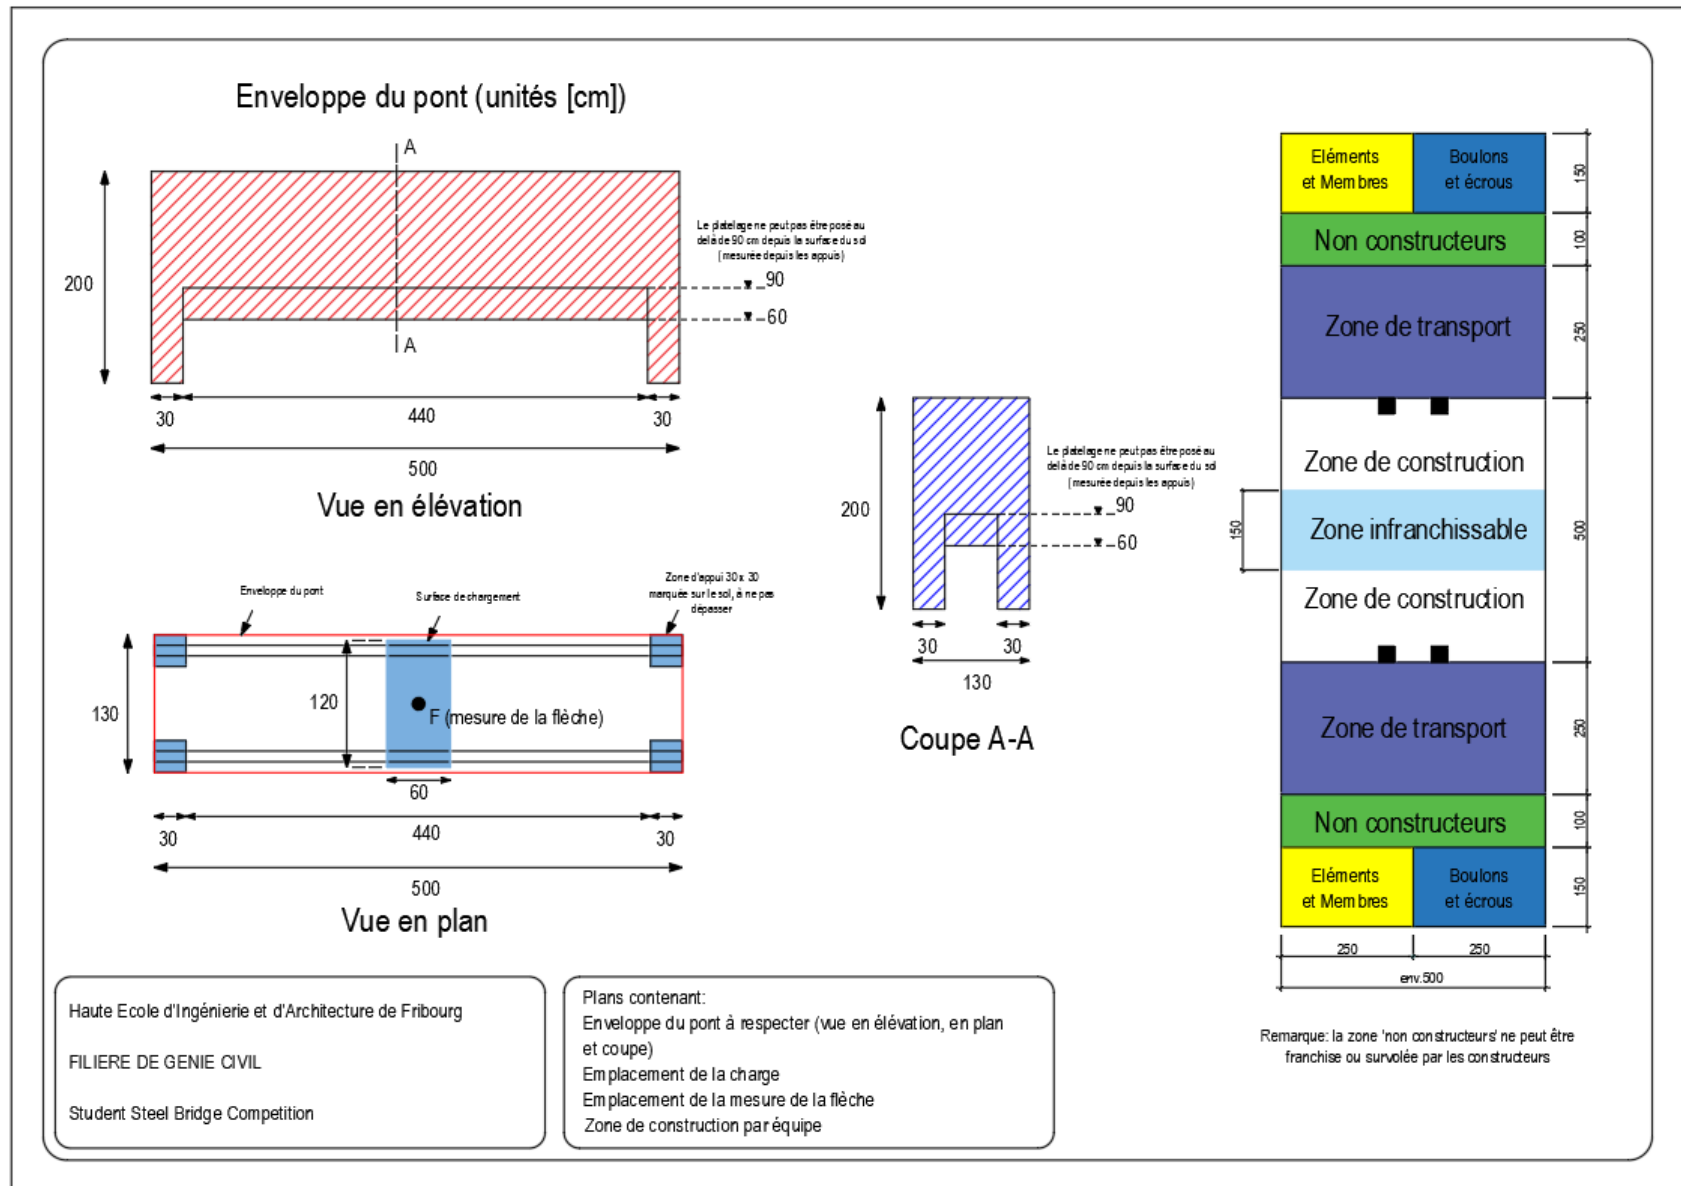 Enveloppe du pont (unités [cm])
A
Le platelage ne peut pas être posé au
delà de 90 cm depuis la surface du sol
(mesurée depuis les appuis)
200
90
60
A
30
440
30
500
Vue en élévation
Enveloppe du pont
Surface de chargement
Zone d'appui 30 x 30
marquée sur le sol, à ne pas
dépasser
130
120
F (mesure de la flèche)
60
30
440
30
500
Vue en plan
Le platelage ne peut pas être posé au
delà de 90 cm depuis la surface du sol
(mesurée depuis les appuis)
200
90
60
30
30
130
Coupe A-A
Eléments
et Membres
Boulons
et écrous
150
Non constructeurs
100
Zone de transport
250
Zone de construction
150
Zone infranchissable
500
Zone de construction
Zone de transport
250
Non constructeurs
100
Eléments
et Membres
Boulons
et écrous
150
250
250
env.500
Remarque: la zone 'non constructeurs' ne peut être
franchise ou survolée par les constructeurs
Haute Ecole d'Ingénierie et d'Architecture de Fribourg
FILIERE DE GENIE CIVIL
Student Steel Bridge Competition
Plans contenant:
Enveloppe du pont à respecter (vue en élévation, en plan
et coupe)
Emplacement de la charge
Emplacement de la mesure de la flèche
Zone de construction par équipe